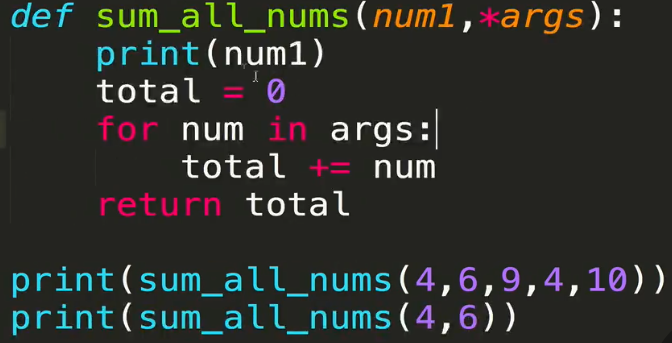 def sum_all_nums(num1,*args):
    print(num1)
    total = 0
    for num in args:
        total += num
    return total

print(sum_all_nums(4,6,9,4,10))
print(sum_all_nums(4,6))